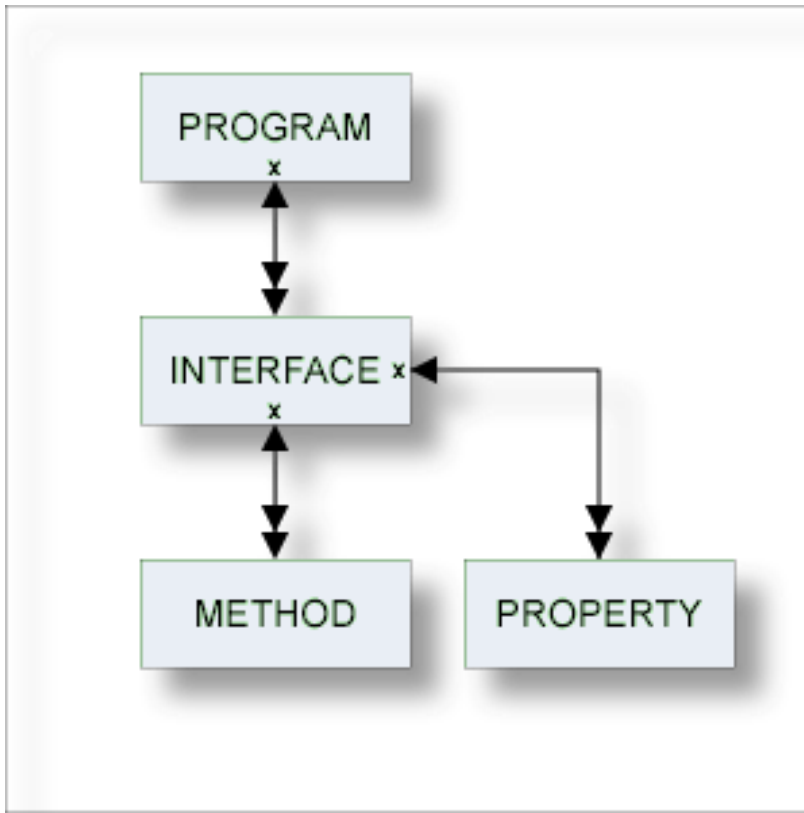 PROGRAM
x
INTERFACE x
x
METHOD
PROPERTY